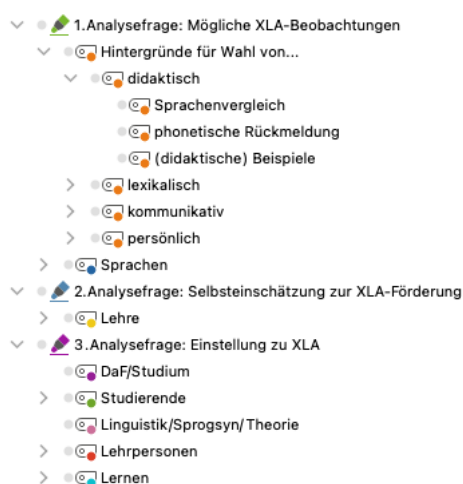 1.Analysefrage: Mögliche XLA-Beobachtungen
Hintergründe für Wahl von...
didaktisch
Sprachenvergleich
phonetische Rückmeldung
(didaktische) Beispiele
lexikalisch
kommunikativ
persönlich
Sprachen
2.Analysefrage: Selbsteinschätzung zur XLA-Förderung
Lehre
3.Analysefrage: Einstellung zu XLA
DaF/Studium
Studierende
Linguistik/Sprogsyn/Theorie
Lehrpersonen
Lernen